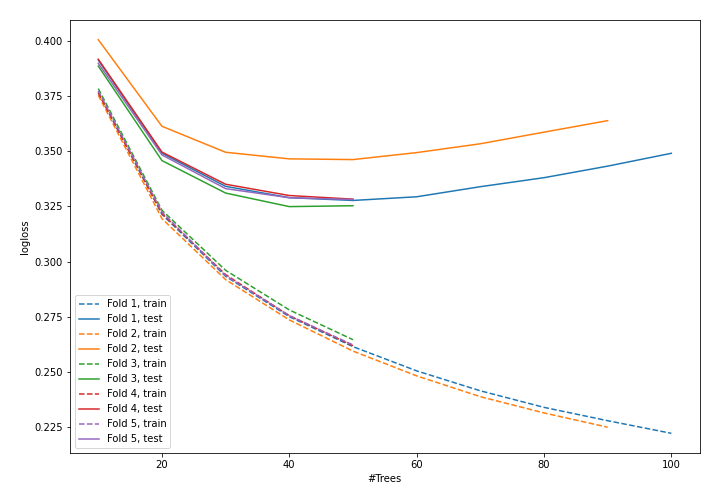 0.400
0.375
0.350
0.325
0.300
0.275
0.250
0.225
logloss
Fold 1, train
Fold 1, test
Fold 2, train
Fold 2, test
Fold 3, train
Fold 3, test
Fold 4, train
Fold 4, test
Fold 5, train
Fold 5, test
20 40 60 80 100
#Trees